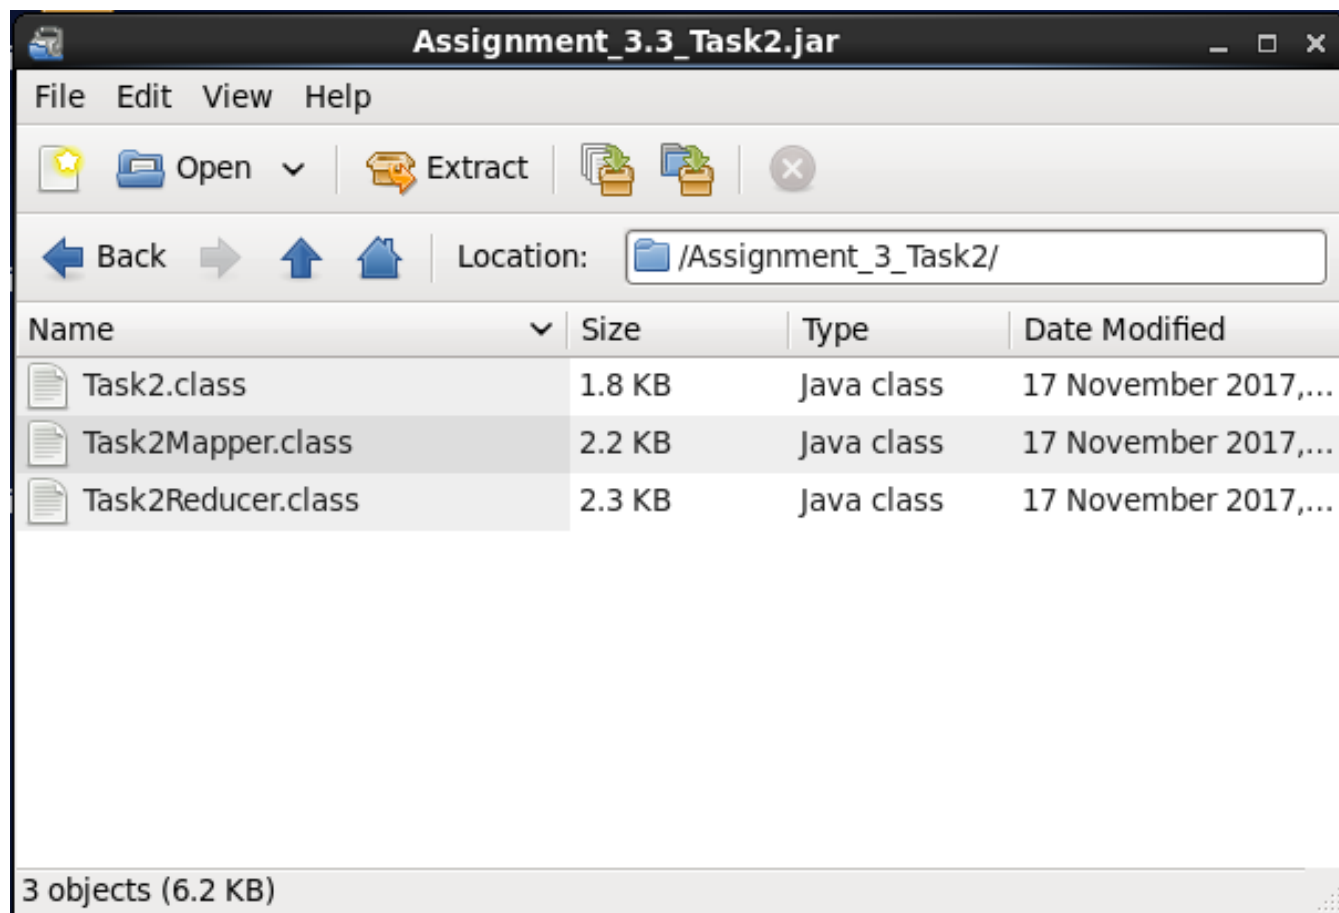 Assignment_3.3_Task2.jar
File Edit View Help
Open Extract
Back Location: /Assignment_3_Task2/
Name Size Type Date Modified
Task2.class 1.8 KB Java class 17 November 2017,...
Task2Mapper.class 2.2 KB Java class 17 November 2017,...
Task2Reducer.class 2.3 KB Java class 17 November 2017,...
3 objects (6.2 KB)